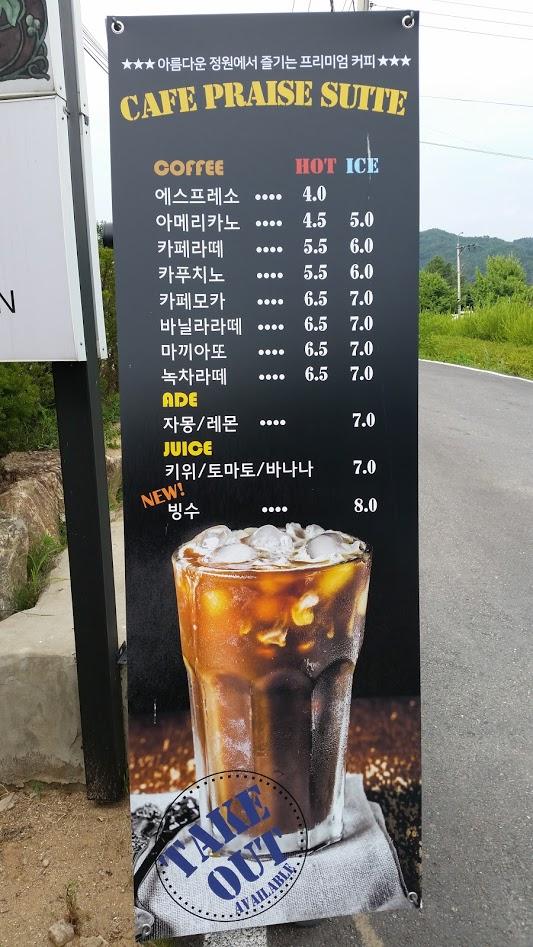 ★★★ 아름다운 정원에서 즐기는 프리미엄 커피 ★★★
CAFE PRAISE SUITE
COFFEE HOT ICE
에스프레소 •••• 4.0
아메리카노 •••• 4.5 5.0
카페라떼 •••• 5.5 6.0
카푸치노 •••• 5.5 6.0
카페모카 •••• 6.5 7.0
바닐라라떼 •••• 6.5 7.0
마끼아또 •••• 6.5 7.0
녹차라떼 •••• 6.5 7.0
ADE
자몽/레몬 •••• 7.0
JUICE
키위/토마토/바나나 7.0
NEW!
빙수 •••• 8.0
TAKE
OUT
AVAILABLE
N